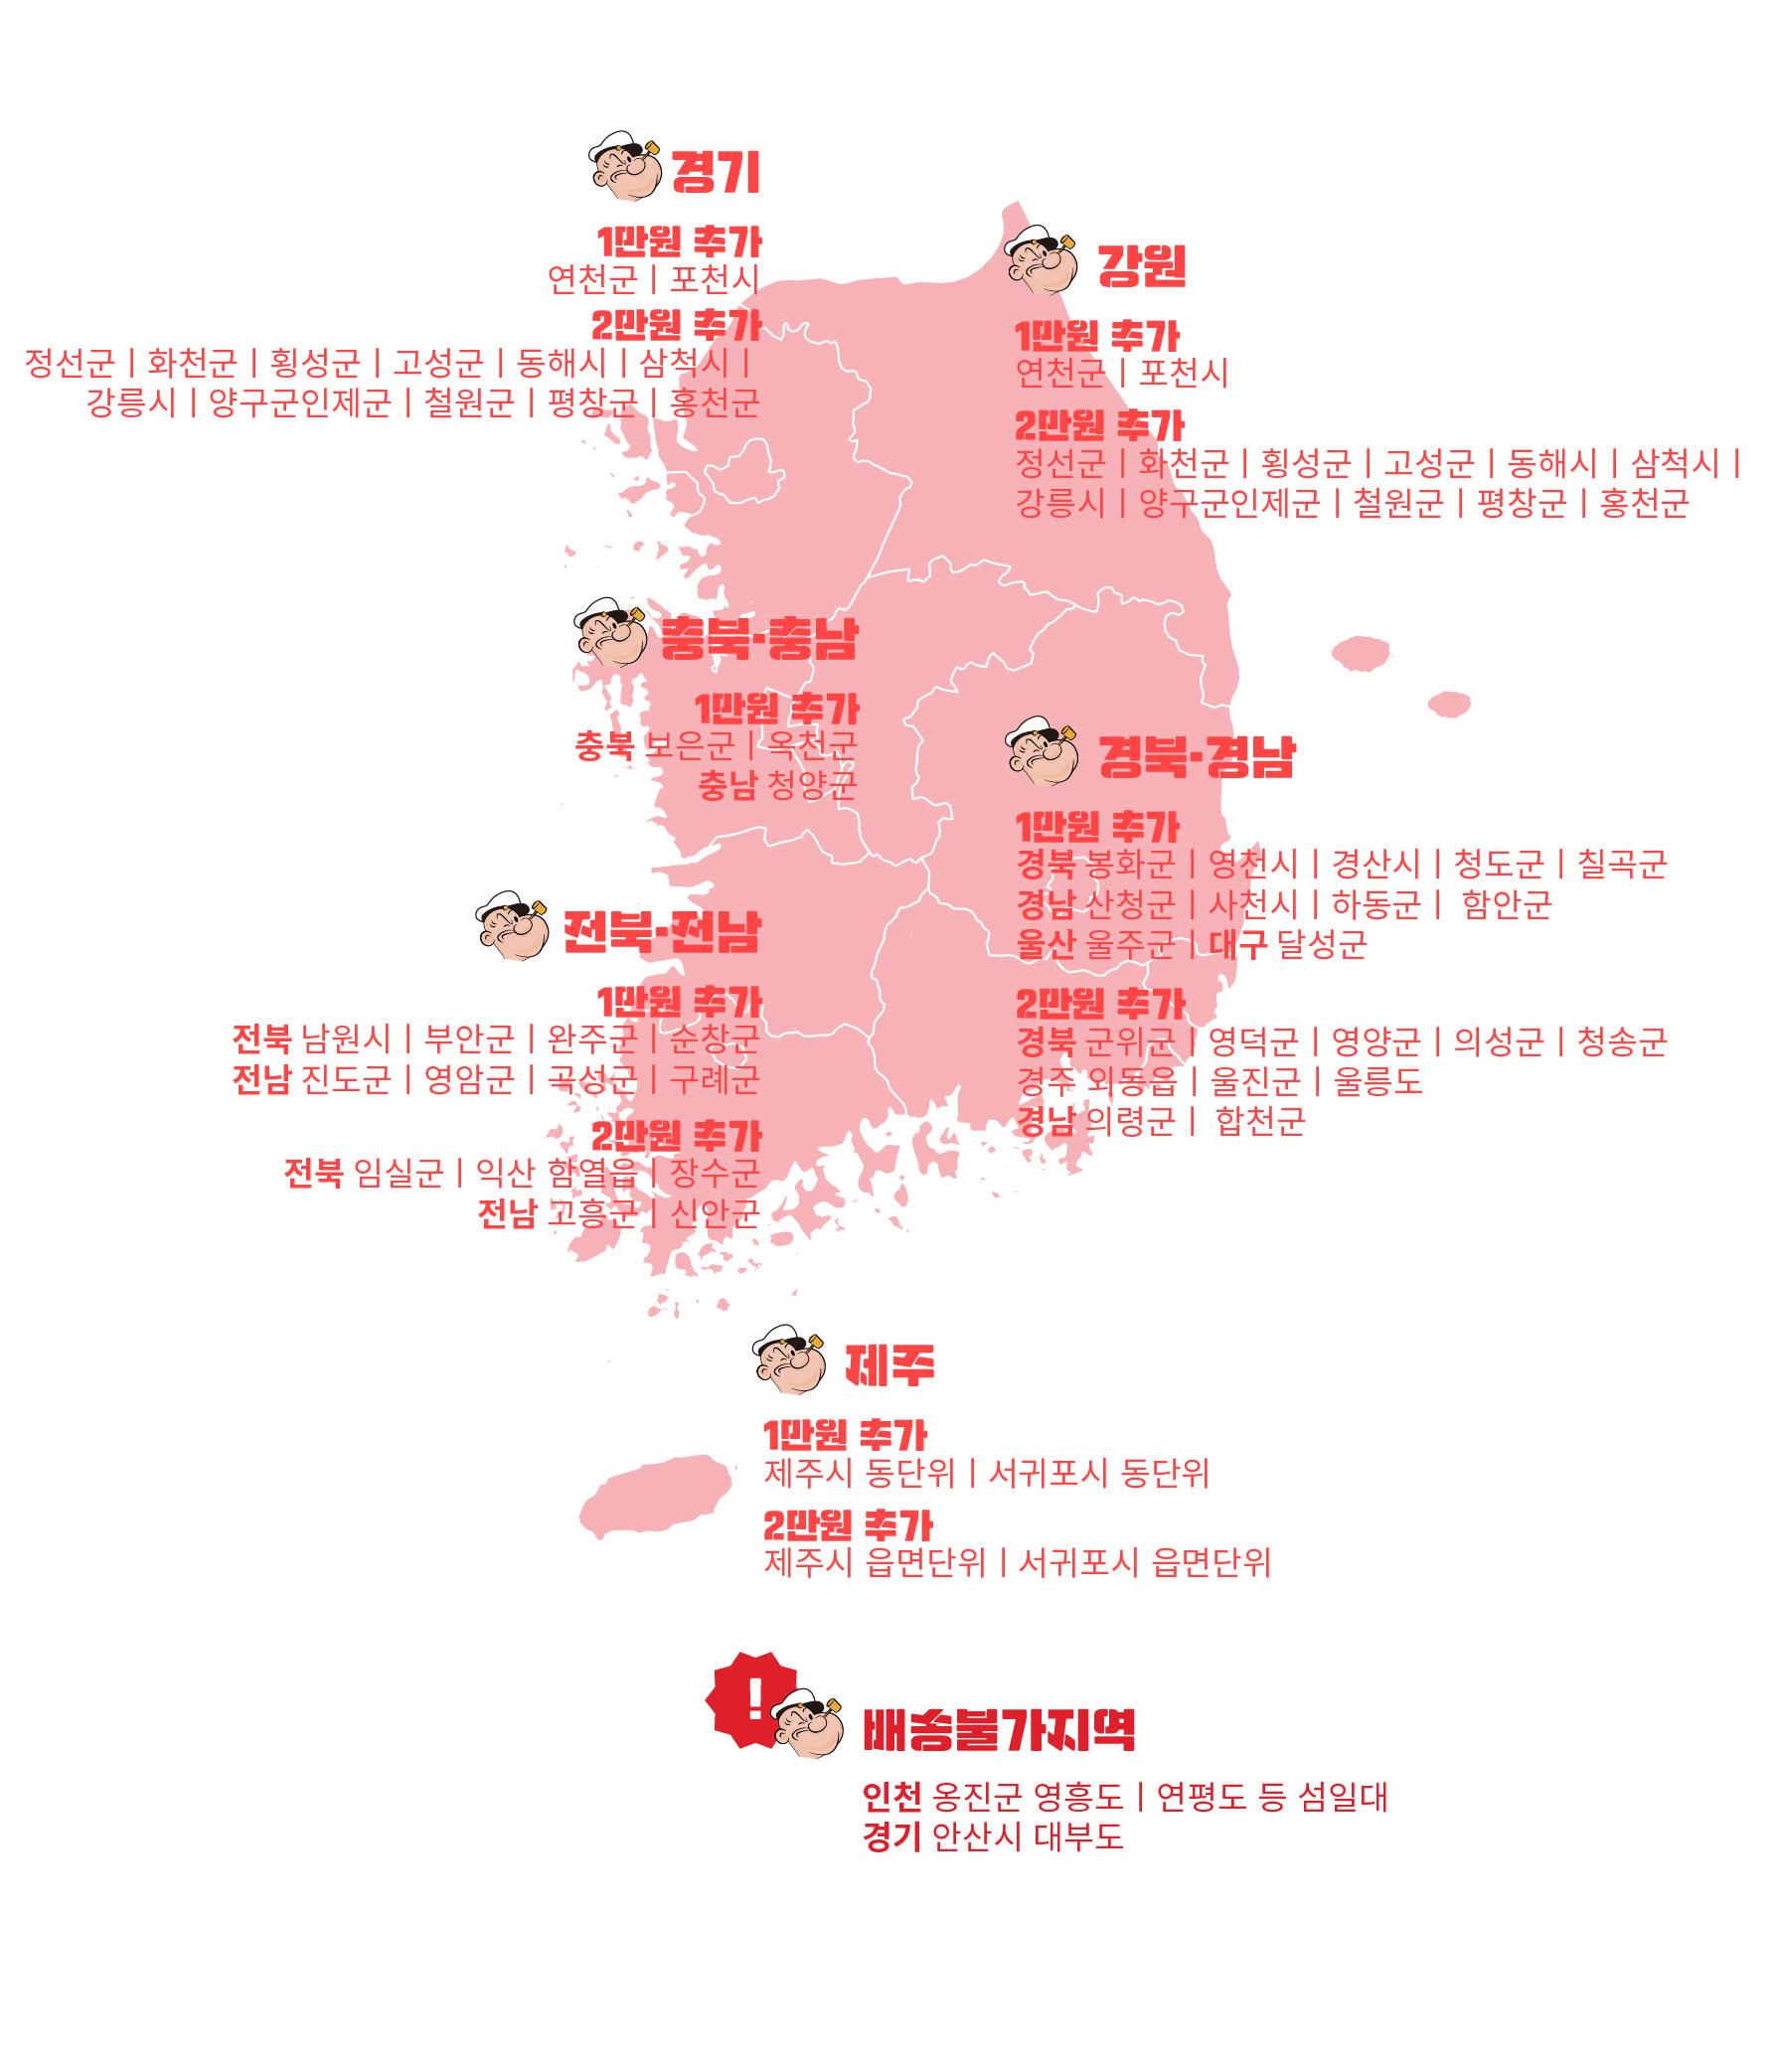 경기
1만원 추가
연천군 | 포천시
2만원 추가
정선군 | 화천군 | 횡성군 | 고성군 | 동해시 | 삼척시 |
강릉시 | 양구군인제군 | 철원군 | 평창군 | 홍천군
강원
1만원 추가
연천군 | 포천시
2만원 추가
정선군 | 화천군 | 횡성군 | 고성군 | 동해시 | 삼척시 |
강릉시 | 양구군인제군 | 철원군 | 평창군 | 홍천군
충북·충남
1만원 추가
충북 보은군 | 옥천군
충남 청양군
경북·경남
1만원 추가
경북 봉화군 | 영천시 | 경산시 | 청도군 | 칠곡군
경남 산청군 | 사천시 | 하동군 | 함안군
울산 울주군 | 대구 달성군
2만원 추가
경북 군위군 | 영덕군 | 영양군 | 의성군 | 청송군
경주 외동읍 | 울진군 | 울릉도
경남 의령군 | 합천군
전북·전남
1만원 추가
전북 남원시 | 부안군 | 완주군 | 순창군
전남 진도군 | 영암군 | 곡성군 | 구례군
2만원 추가
전북 임실군 | 익산 함열읍 | 장수군
전남 고흥군 | 신안군
제주
1만원 추가
제주시 동단위 | 서귀포시 동단위
2만원 추가
제주시 읍면단위 | 서귀포시 읍면단위
!
배송불가지역
인천 옹진군 영흥도 | 연평도 등 섬일대
경기 안산시 대부도